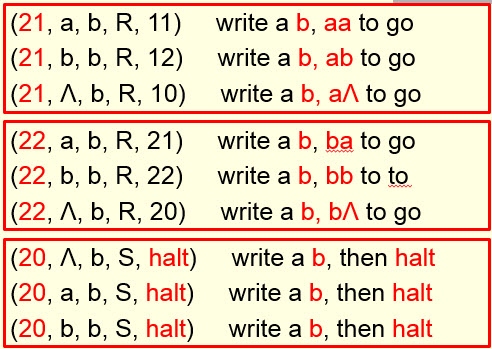 (21, a, b, R, 11) write a b, aa to go
(21, b, b, R, 12) write a b, ab to go
(21, Λ, b, R, 10) write a b, aΛ to go
(22, a, b, R, 21) write a b, ba to go
(22, b, b, R, 22) write a b, bb to to
(22, Λ, b, R, 20) write a b, bΛ to go
(20, Λ, b, S, halt) write a b, then halt
(20, a, b, S, halt) write a b, then halt
(20, b, b, S, halt) write a b, then halt